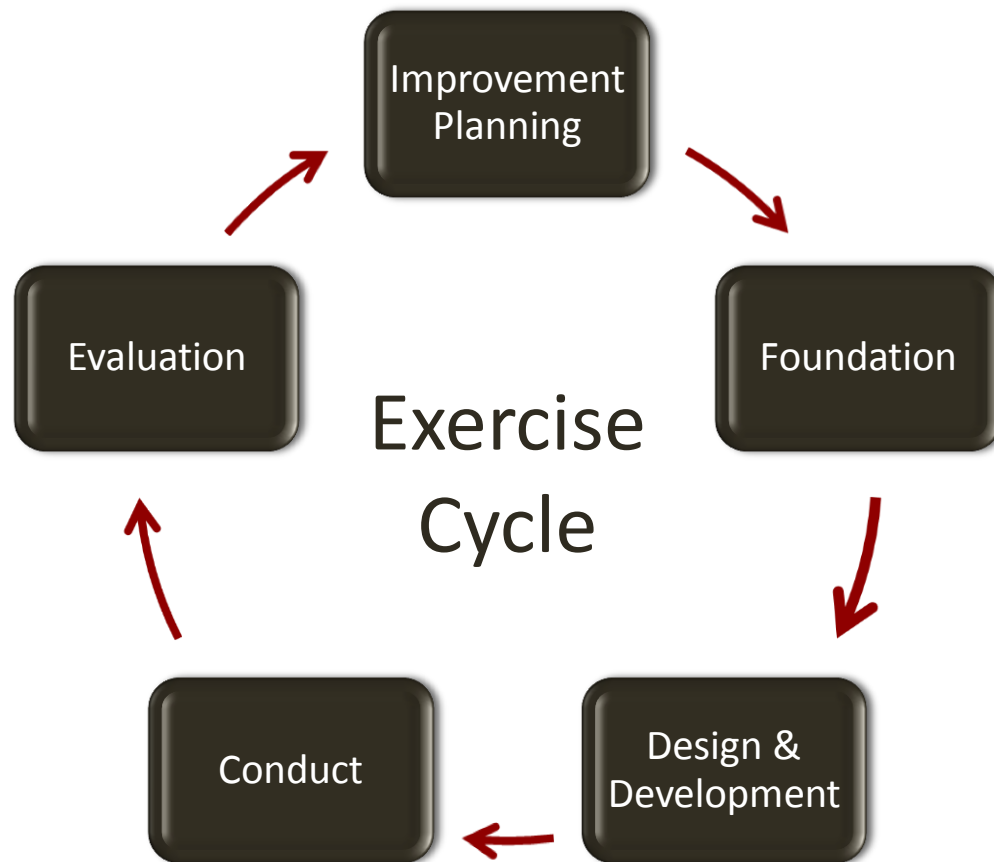 Improvement
Planning
Foundation
Design &
Development
Conduct
Evaluation
Exercise
Cycle